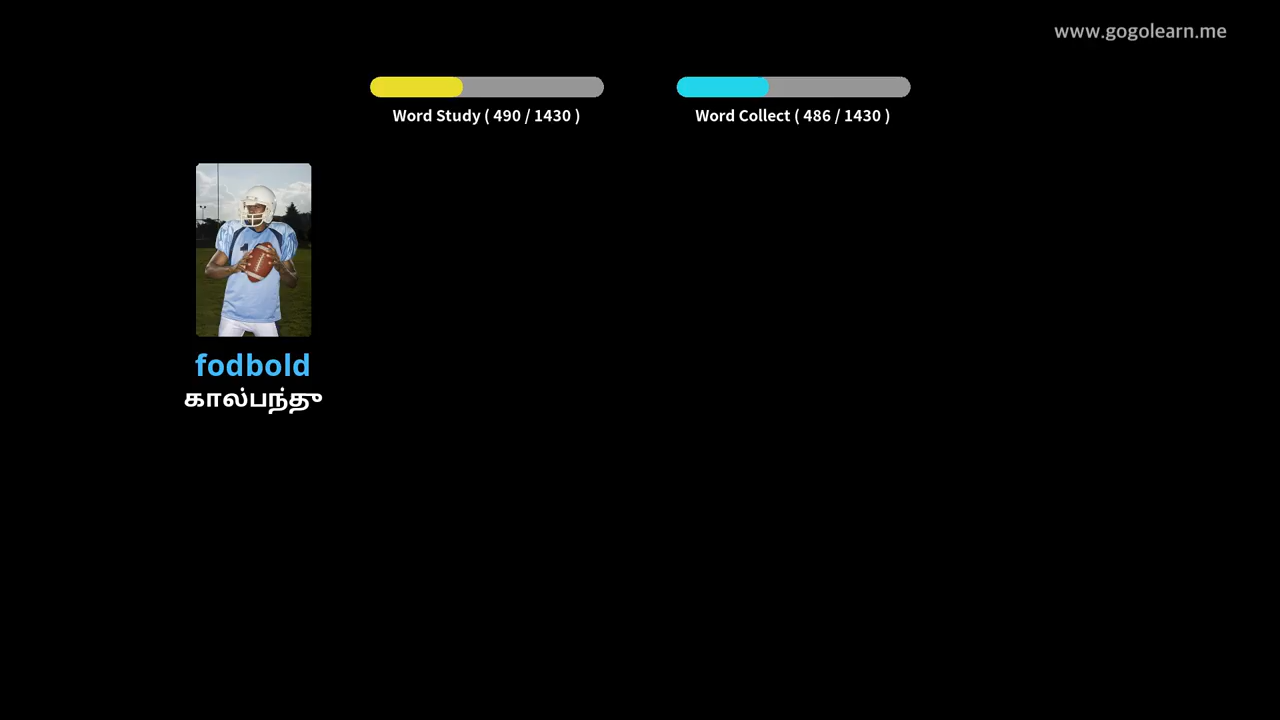 www.gogolearn.me
Word Study ( 490 / 1430 )
Word Collect ( 486 / 1430 )
fodbold
கால்பந்து